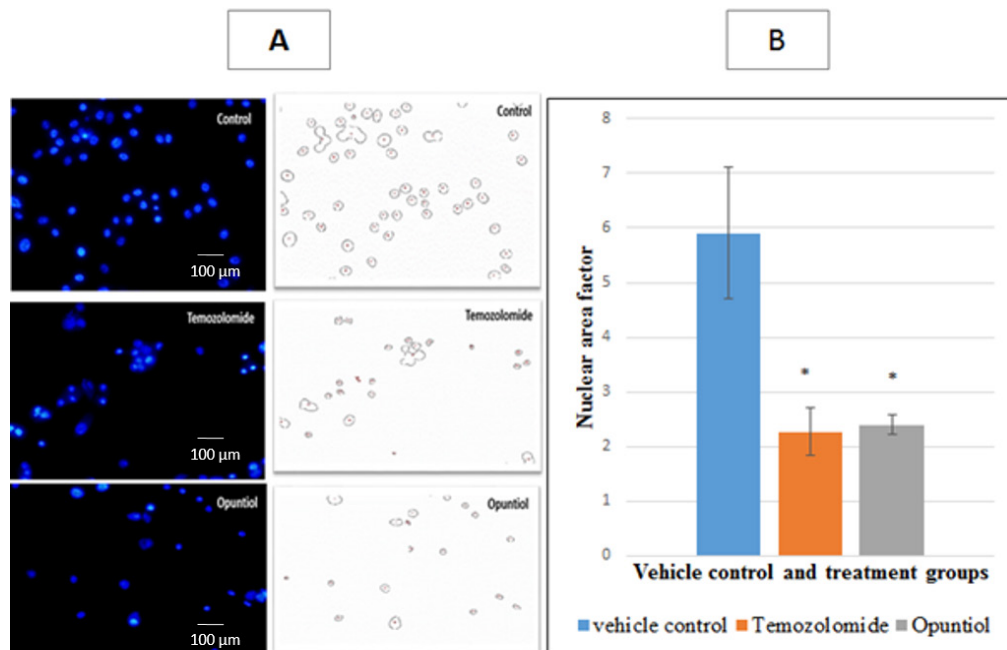 A
B
Control
100 µm
Control
Temozolomide
100 µm
Temozolomide
Opuntiol
100 µm
Opuntiol
Nuclear area factor
8
7
6
5
4
3
2
1
0
*
*
Vehicle control and treatment groups
vehicle control Temozolomide Opuntiol